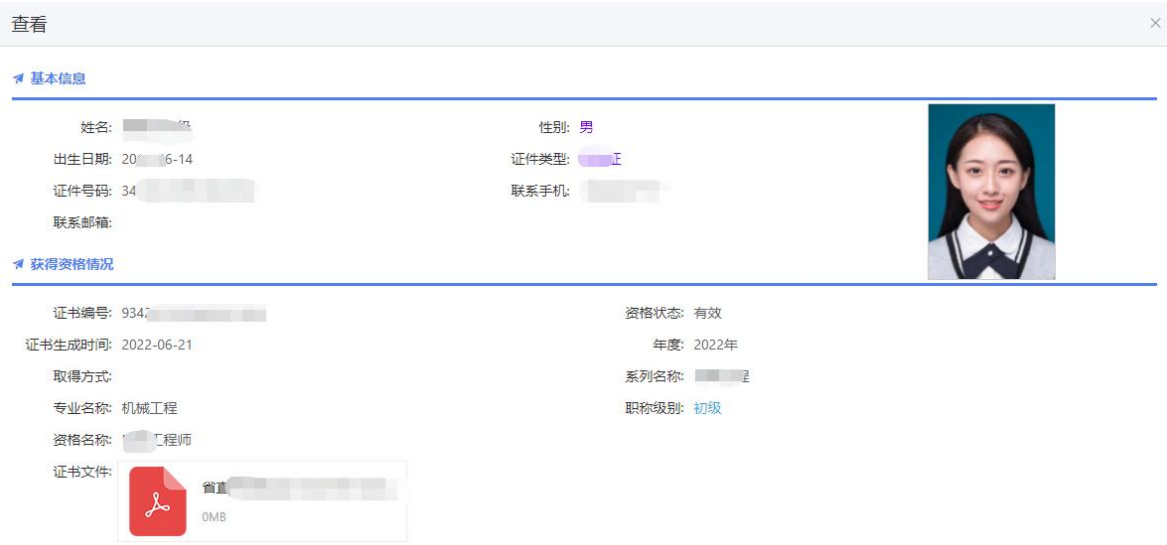 查看
基本信息
姓名: 级
性别: 男
出生日期: 20 6-14
证件类型: 证
证件号码: 34
联系手机:
联系邮箱:
获得资格情况
证书编号: 934
资格状态: 有效
证书生成时间: 2022-06-21
年度: 2022年
取得方式:
系列名称: 程
专业名称: 机械工程
职称级别: 初级
资格名称: 工程师
证书文件:
省直
0MB